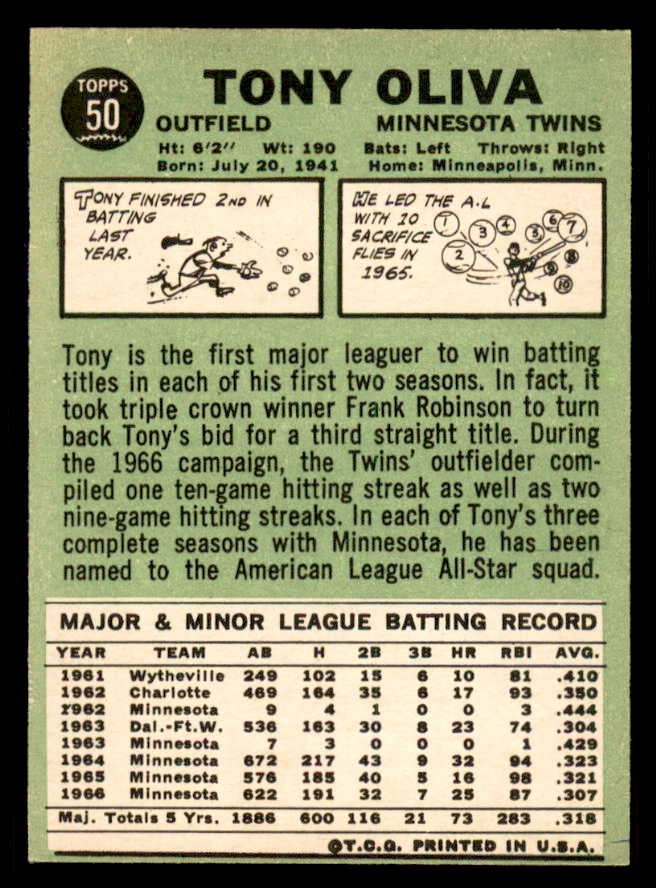 TOPPS
50
TONY OLIVA
OUTFIELD MINNESOTA TWINS
Ht: 6'2" Wt: 190 Bats: Left Throws: Right
Born: July 20, 1941 Home: Minneapolis, Minn.
TONY FINISHED 2ND IN
BATTING
LAST
YEAR.
HE LED THE A.L
WITH 10
SACRIFICE
FLIES IN
1965.
1 2 3 4 5 6 7 8 9 10
Tony is the first major leaguer to win batting
titles in each of his first two seasons. In fact, it
took triple crown winner Frank Robinson to turn
back Tony's bid for a third straight title. During
the 1966 campaign, the Twins' outfielder com-
piled one ten-game hitting streak as well as two
nine-game hitting streaks. In each of Tony's three
complete seasons with Minnesota, he has been
named to the American League All-Star squad.
MAJOR & MINOR LEAGUE BATTING RECORD
YEAR TEAM AB H 2B 3B HR RBI AVG.
1961 Wytheville 249 102 15 6 10 81 .410
1962 Charlotte 469 164 35 6 17 93 .350
1962 Minnesota 9 4 1 0 0 3 .444
1963 Dal.-Ft.W. 536 163 30 8 23 74 .304
1963 Minnesota 7 3 0 0 0 1 .429
1964 Minnesota 672 217 43 9 32 94 .323
1965 Minnesota 576 185 40 5 16 98 .321
1966 Minnesota 622 191 32 7 25 87 .307
Maj. Totals 5 Yrs. 1886 600 116 21 73 283 .318
©T.C.G. PRINTED IN U.S.A.